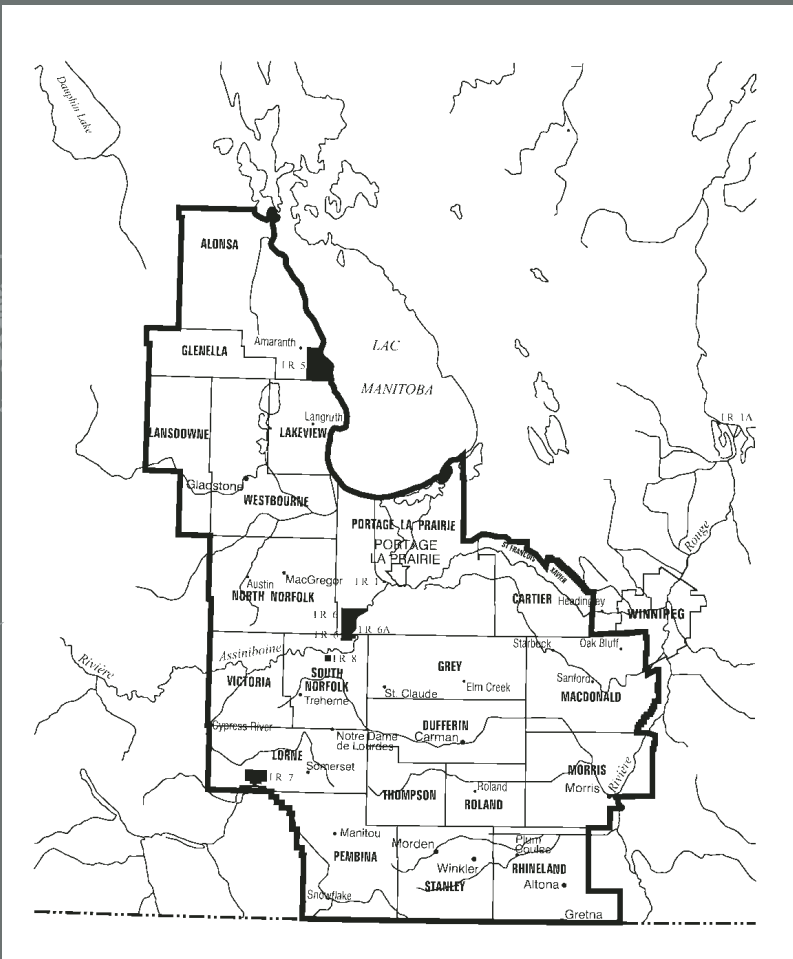 Dauphin Lake
ALONSA
Amaranth
LAC
MANITOBA
GLENELLA
I R 5
Langruth
LAKEVIEW
LANSDOWNE
I R 1A
Gladstone
WESTBOURNE
PORTAGE LA PRAIRIE
PORTAGE
LA PRAIRIE
ST FRANCOIS
XAVIER
Rouge
Austin
MacGregor
NORTH NORFOLK
I R 1
CARTIER
Headingley
WINNIPEG
I R 6
I R 6A
Starbuck
Oak Bluff
Rivière
Assiniboine
I R 8
VICTORIA
SOUTH
NORFOLK
Treherne
GREY
St. Claude
Elm Creek
Sanford
MACDONALD
Cypress River
Notre Dame
de Lourdes
DUFFERIN
Carman
LORNE
Somerset
I R 7
MORRIS
Morris
Rivière
THOMPSON
Roland
ROLAND
Manitou
PEMBINA
Morden
Winkler
STANLEY
Plum
Coulee
RHINELAND
Altona
Snowflake
Gretna